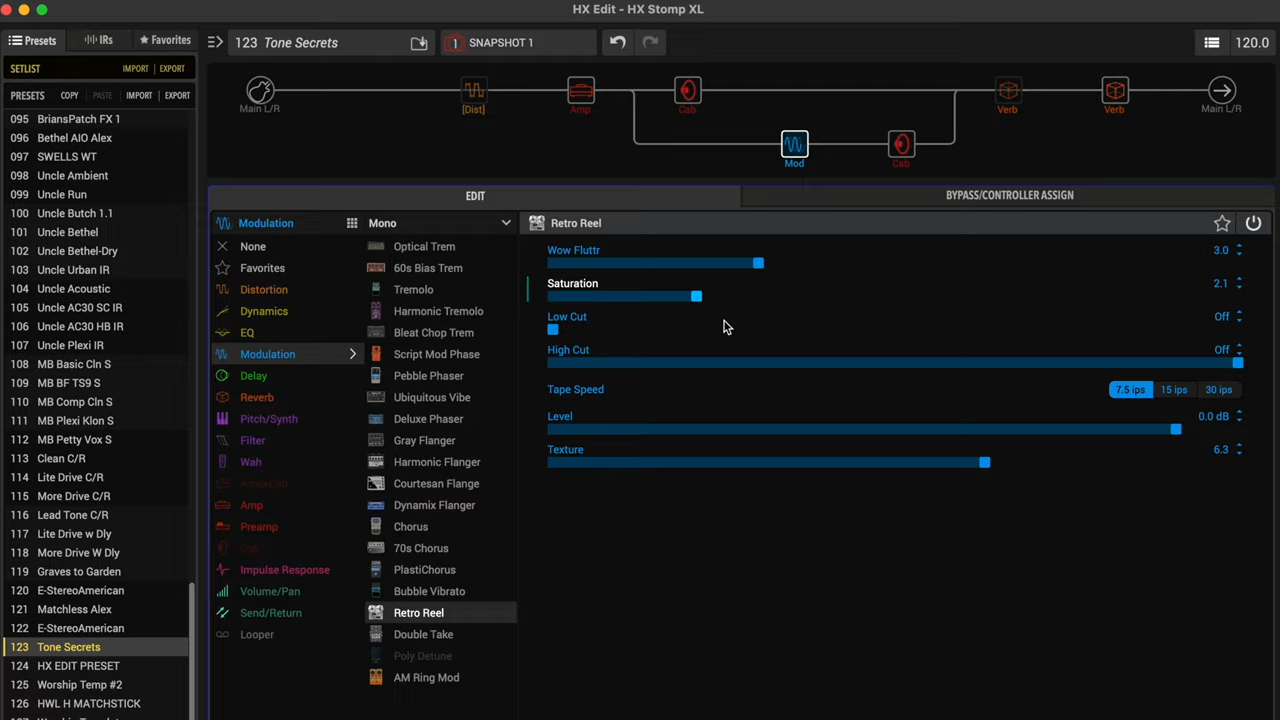 HX Edit - HX Stomp XL
Presets
IRs
Favorites
123 Tone Secrets
1 SNAPSHOT 1
120.0
SETLIST
IMPORT
EXPORT
PRESETS
COPY
PASTE
IMPORT
EXPORT
095 BriansPatch FX 1
096 Bethel AIO Alex
097 SWELLS WT
098 Uncle Ambient
099 Uncle Run
100 Uncle Butch 1.1
101 Uncle Bethel
102 Uncle Bethel-Dry
103 Uncle Urban IR
104 Uncle Acoustic
105 Uncle AC30 SC IR
106 Uncle AC30 HB IR
107 Uncle Plexi IR
108 MB Basic Cln S
109 MB BF TS9 S
110 MB Comp Cln S
111 MB Plexi Klon S
112 MB Petty Vox S
113 Clean C/R
114 Lite Drive C/R
115 More Drive C/R
116 Lead Tone C/R
117 Lite Drive w Dly
118 More Drive W Dly
119 Graves to Garden
120 E-StereoAmerican
121 Matchless Alex
122 E-StereoAmerican
123 Tone Secrets
124 HX EDIT PRESET
125 Worship Temp #2
126 HWL H MATCHSTICK
Main L/R
[Dist]
Amp
Cab
Verb
Verb
Main L/R
Mod
Cab
EDIT
BYPASS/CONTROLLER ASSIGN
Modulation
None
Favorites
Distortion
Dynamics
EQ
Modulation
Delay
Reverb
Pitch/Synth
Filter
Wah
Amp+Cab
Amp
Preamp
Cab
Impulse Response
Volume/Pan
Send/Return
Looper
Mono
Optical Trem
60s Bias Trem
Tremolo
Harmonic Tremolo
Bleat Chop Trem
Script Mod Phase
Pebble Phaser
Ubiquitous Vibe
Deluxe Phaser
Gray Flanger
Harmonic Flanger
Courtesan Flange
Dynamix Flanger
Chorus
70s Chorus
PlastiChorus
Bubble Vibrato
Retro Reel
Double Take
Poly Detune
AM Ring Mod
Retro Reel
Wow Fluttr 3.0
Saturation 2.1
Low Cut Off
High Cut Off
Tape Speed 7.5 ips 15 ips 30 ips
Level 0.0 dB
Texture 6.3